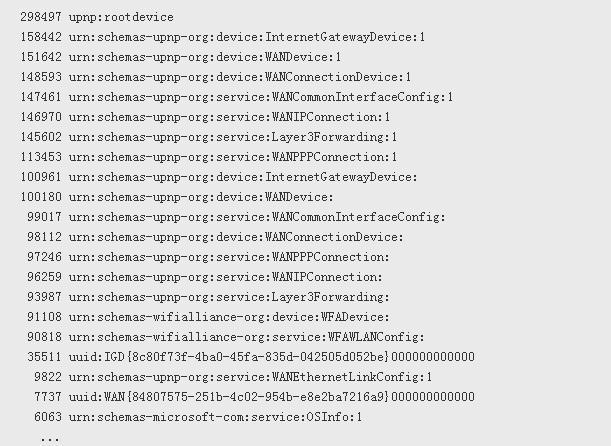 298497 upnp:rootdevice
158442 urn:schemas-upnp-org:device:InternetGatewayDevice:1
151642 urn:schemas-upnp-org:device:WANDevice:1
148593 urn:schemas-upnp-org:device:WANConnectionDevice:1
147461 urn:schemas-upnp-org:service:WANCommonInterfaceConfig:1
146970 urn:schemas-upnp-org:service:WANIPConnection:1
145602 urn:schemas-upnp-org:service:Layer3Forwarding:1
113453 urn:schemas-upnp-org:service:WANPPPConnection:1
100961 urn:schemas-upnp-org:device:InternetGatewayDevice:
100180 urn:schemas-upnp-org:device:WANDevice:
99017 urn:schemas-upnp-org:service:WANCommonInterfaceConfig:
98112 urn:schemas-upnp-org:device:WANConnectionDevice:
97246 urn:schemas-upnp-org:service:WANPPPConnection:
96259 urn:schemas-upnp-org:service:WANIPConnection:
93987 urn:schemas-upnp-org:service:Layer3Forwarding:
91108 urn:schemas-wifialliance-org:device:WFADevice:
90818 urn:schemas-wifialliance-org:service:WFAWLANConfig:
35511 uuid:IGD{8c80f73f-4ba0-45fa-835d-042505d052be}000000000000
9822 urn:schemas-upnp-org:service:WANEthernetLinkConfig:1
7737 uuid:WAN{84807575-251b-4c02-954b-e8e2ba7216a9}000000000000
6063 urn:schemas-microsoft-com:service:OSInfo:1
...